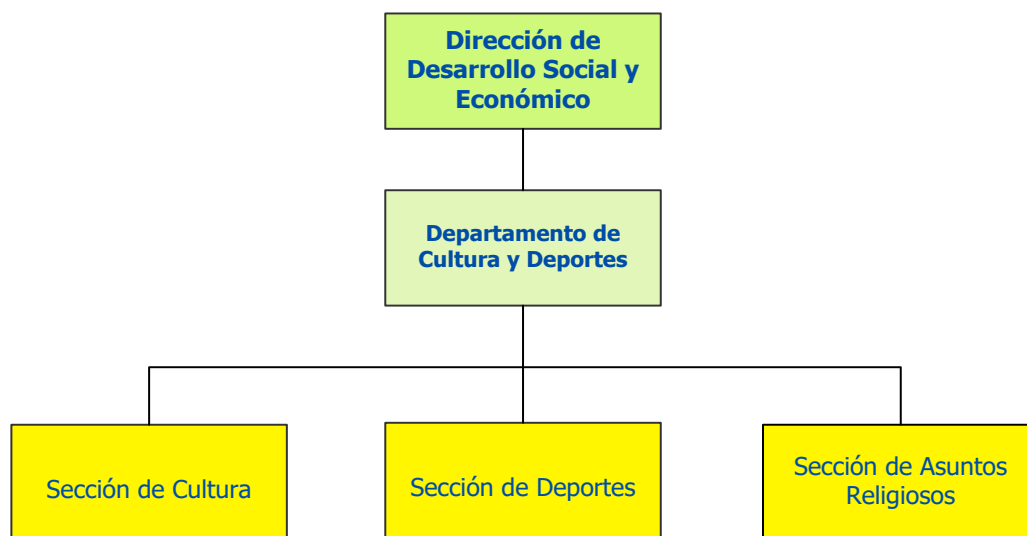 Dirección de
Desarrollo Social y
Económico
Departamento de
Cultura y Deportes
Sección de Cultura
Sección de Deportes
Sección de Asuntos
Religiosos